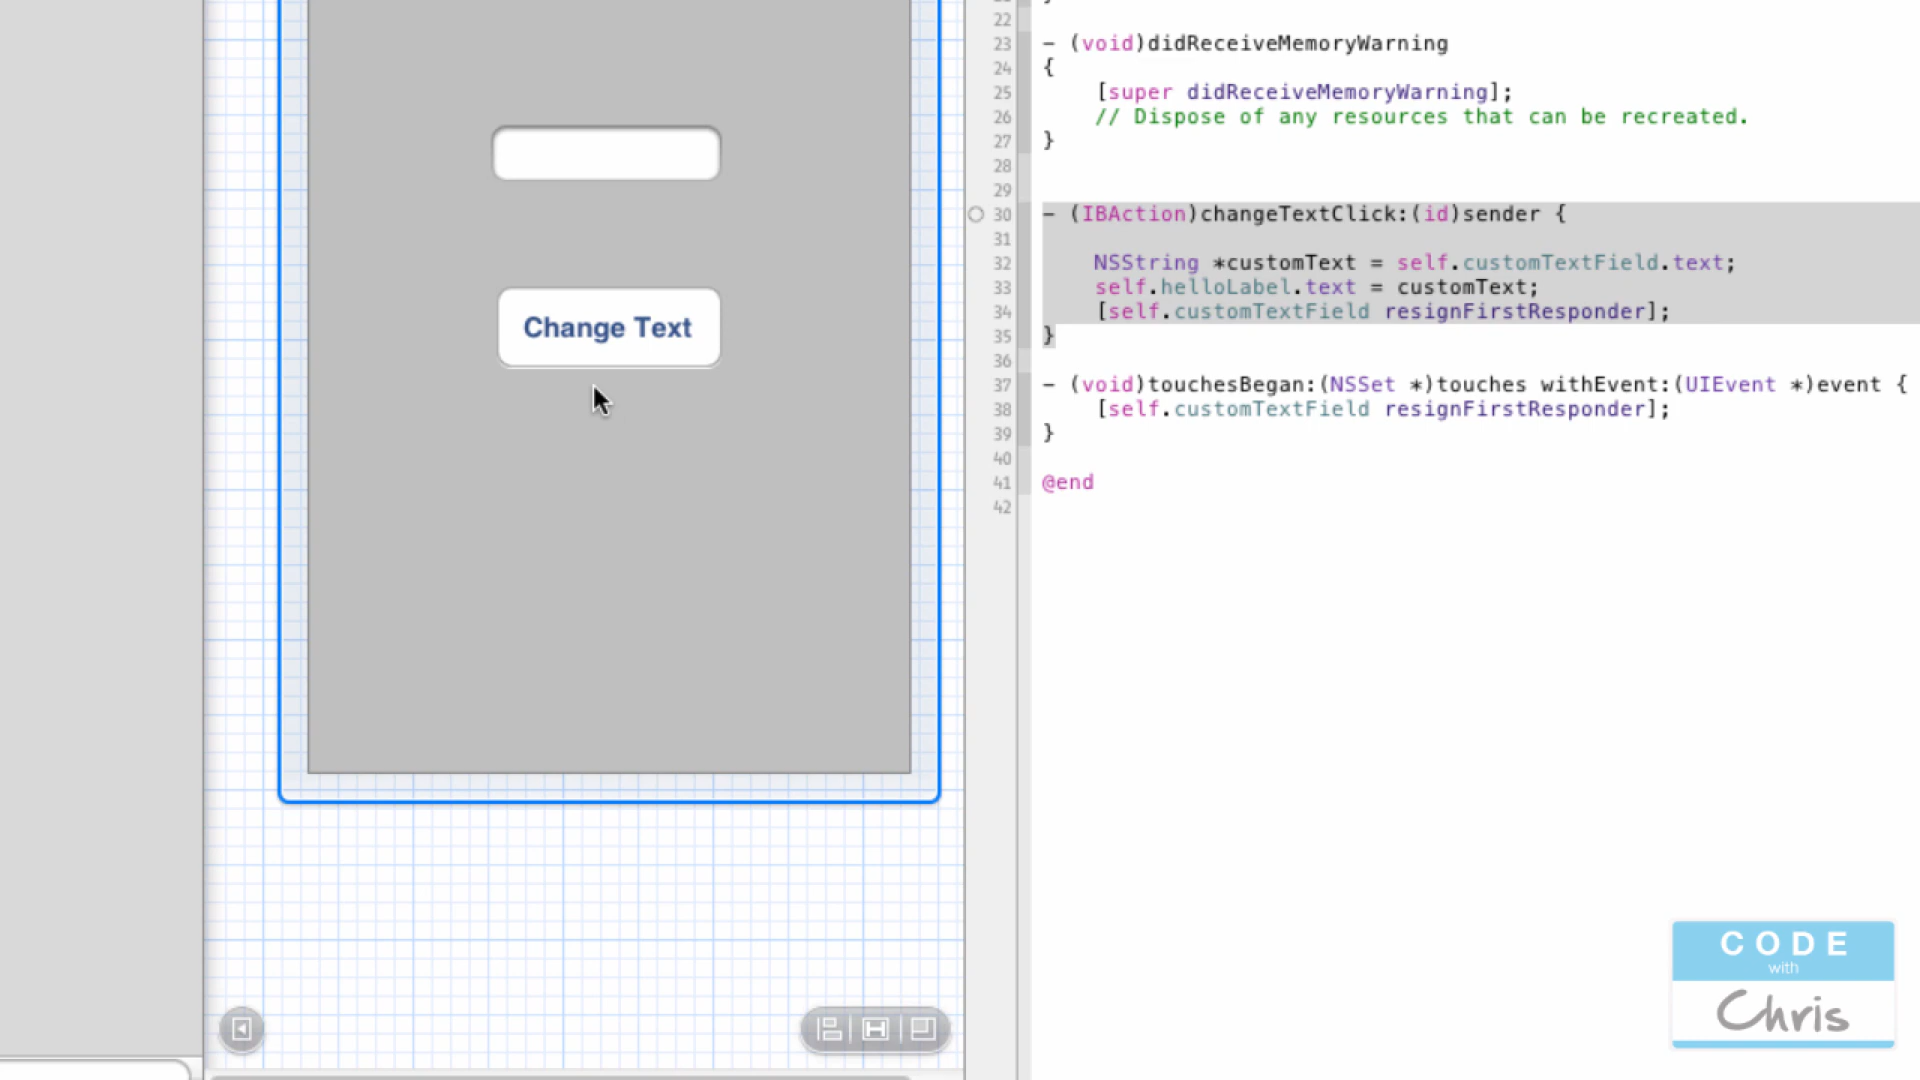 Change Text
22
23 - (void)didReceiveMemoryWarning
24 {
25 [super didReceiveMemoryWarning];
26 // Dispose of any resources that can be recreated.
27 }
28
29
30 - (IBAction)changeTextClick:(id)sender {
31
32 NSString *customText = self.customTextField.text;
33 self.helloLabel.text = customText;
34 [self.customTextField resignFirstResponder];
35 }
36
37 - (void)touchesBegan:(NSSet *)touches withEvent:(UIEvent *)event {
38 [self.customTextField resignFirstResponder];
39 }
40
41 @end
42
CODE
with
Chris